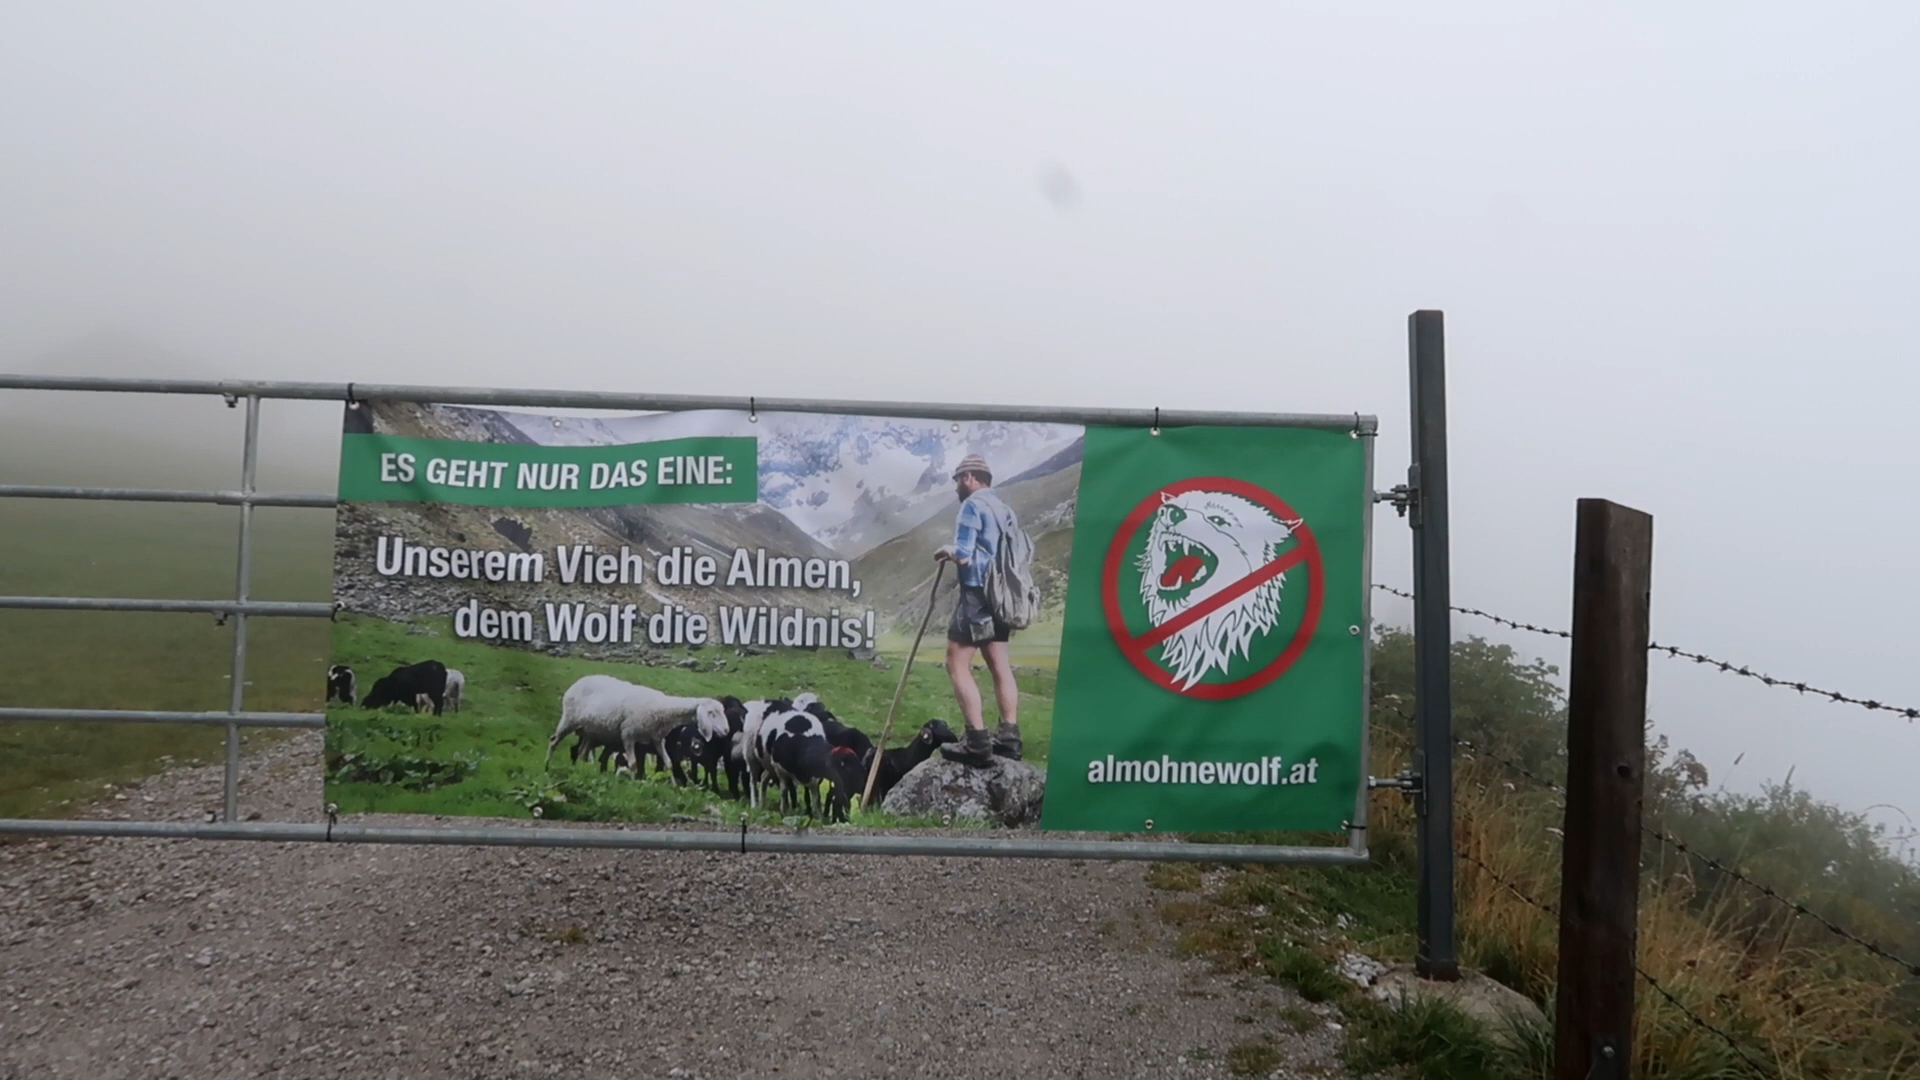 ES GEHT NUR DAS EINE:
Unserem Vieh die Almen,
dem Wolf die Wildnis!
almohnewolf.at